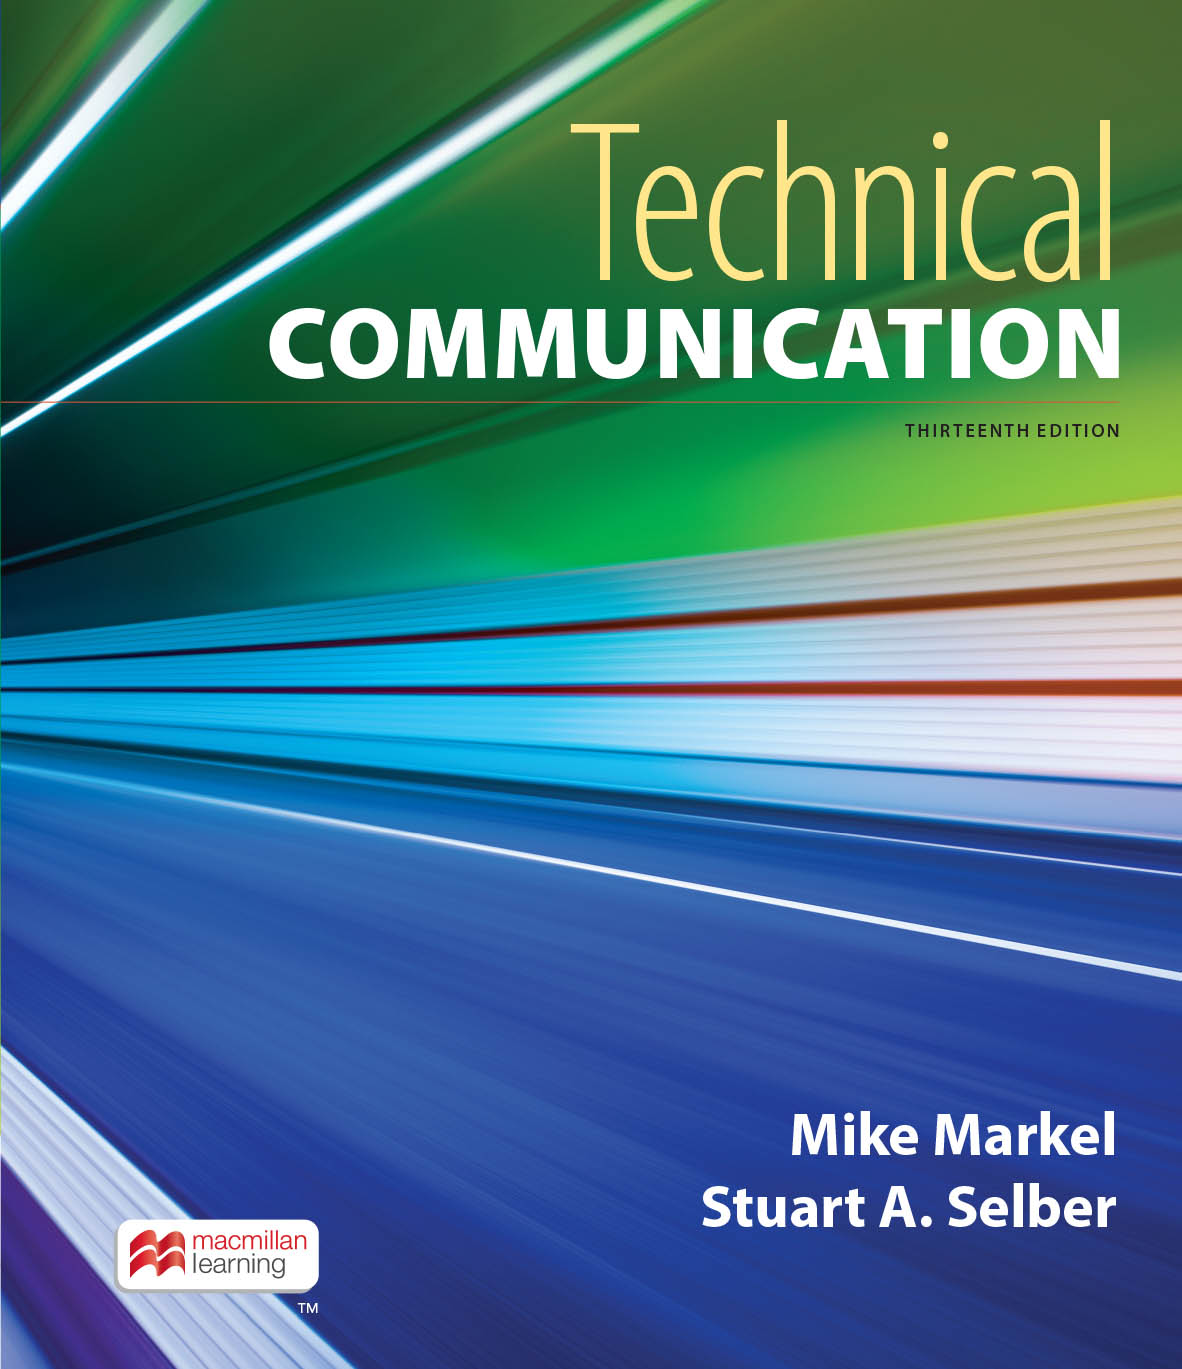 Technical
COMMUNICATION
THIRTEENTH EDITION
Mike Markel
Stuart A. Selber
macmillan
learning
TM